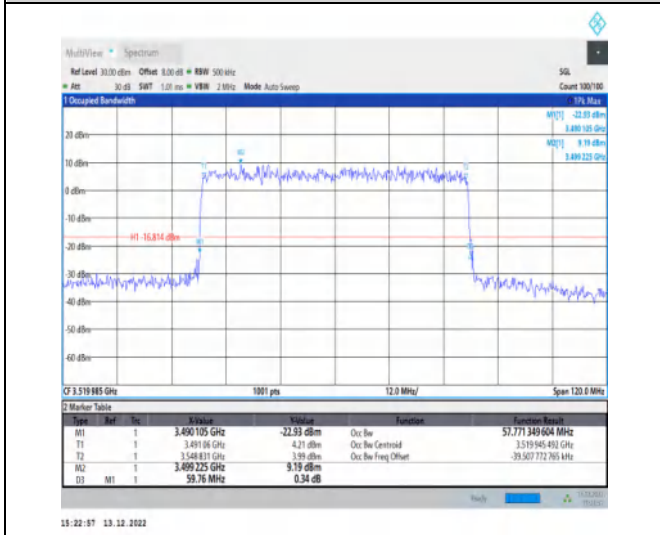 MultiView Spectrum
Ref Level 30.00 dBm Offset 8.00 dB RBW 500 kHz SGL
Att 30 dB SWT 1.01 ms VBW 2 MHz Mode Auto Sweep Count 100/100
1 Occupied Bandwidth 1Pk Max
M1[1] -22.93 dBm
3.490 105 GHz
M2[1] 9.19 dBm
3.499 225 GHz
20 dBm
M2
10 dBm
T1 T2
0 dBm
-10 dBm
H1 -16.814 dBm
M1
-20 dBm
-30 dBm
-40 dBm
-50 dBm
-60 dBm
CF 3.519 985 GHz 1001 pts 12.0 MHz/ Span 120.0 MHz
2 Marker Table
Type Ref Trc X-Value Y-Value Function Function Result
M1 1 3.490 105 GHz -22.93 dBm Occ Bw 57.771 349 604 MHz
T1 1 3.491 06 GHz 4.21 dBm Occ Bw Centroid 3.519 945 492 GHz
T2 1 3.548 831 GHz 3.99 dBm Occ Bw Freq Offset -39.507 772 765 kHz
M2 1 3.499 225 GHz 9.19 dBm
D3 M1 1 59.76 MHz 0.34 dB
Ready
15:22:57 13.12.2022